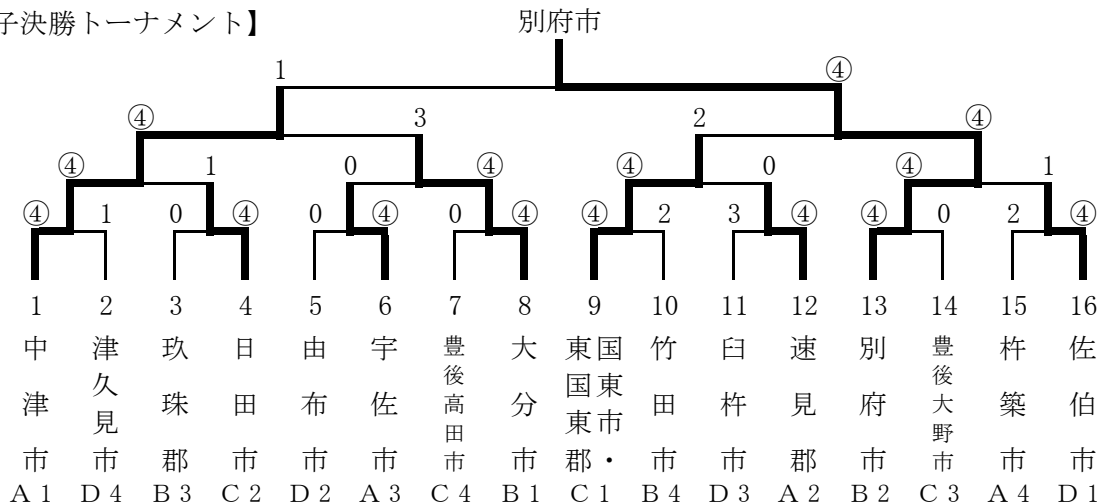 子決勝トーナメント】
別府市
1 ④
④ 3 2 ④
④ 1 0 ④ ④ 0 ④ 1
④ 1 0 ④ 0 ④ 0 ④ ④ 2 3 ④ ④ 0 2 ④
1 2 3 4 5 6 7 8 9 10 11 12 13 14 15 16
中津市 津久見市 玖珠郡 日田市 由布市 宇佐市 豊後高田市 大分市 国東市・東国東郡 竹田市 臼杵市 速見郡 別府市 豊後大野市 杵築市 佐伯市
A1 D4 B3 C2 D2 A3 C4 B1 C1 B4 D3 A2 B2 C3 A4 D1